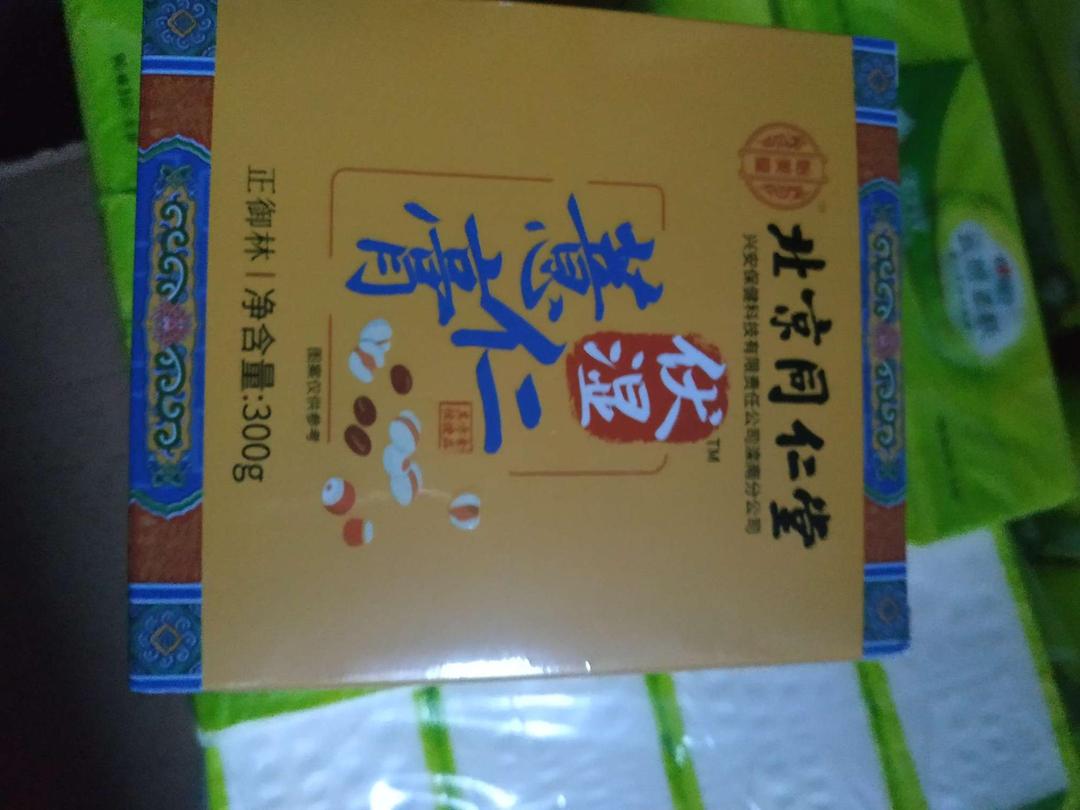 北京同仁堂
兴安保健科技有限责任公司滦南分公司
伏湿
TM
薏仁膏
图案仅供参考
正御林 | 净含量:300g